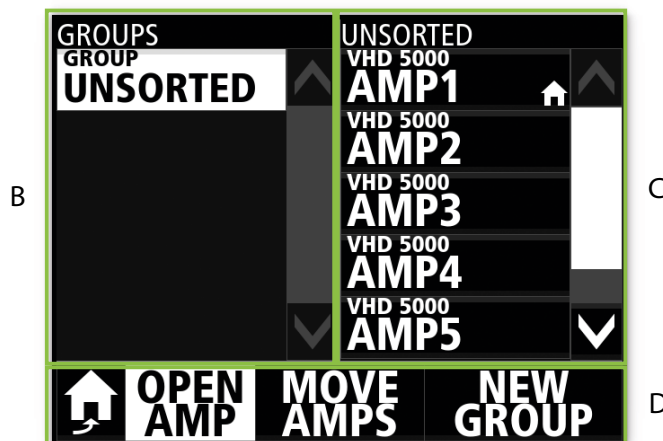 GROUPS
GROUP
UNSORTED
UNSORTED
VHD 5000
AMP1
VHD 5000
AMP2
VHD 5000
AMP3
VHD 5000
AMP4
VHD 5000
AMP5
B
C
OPEN
AMP
MOVE
AMPS
NEW
GROUP
D